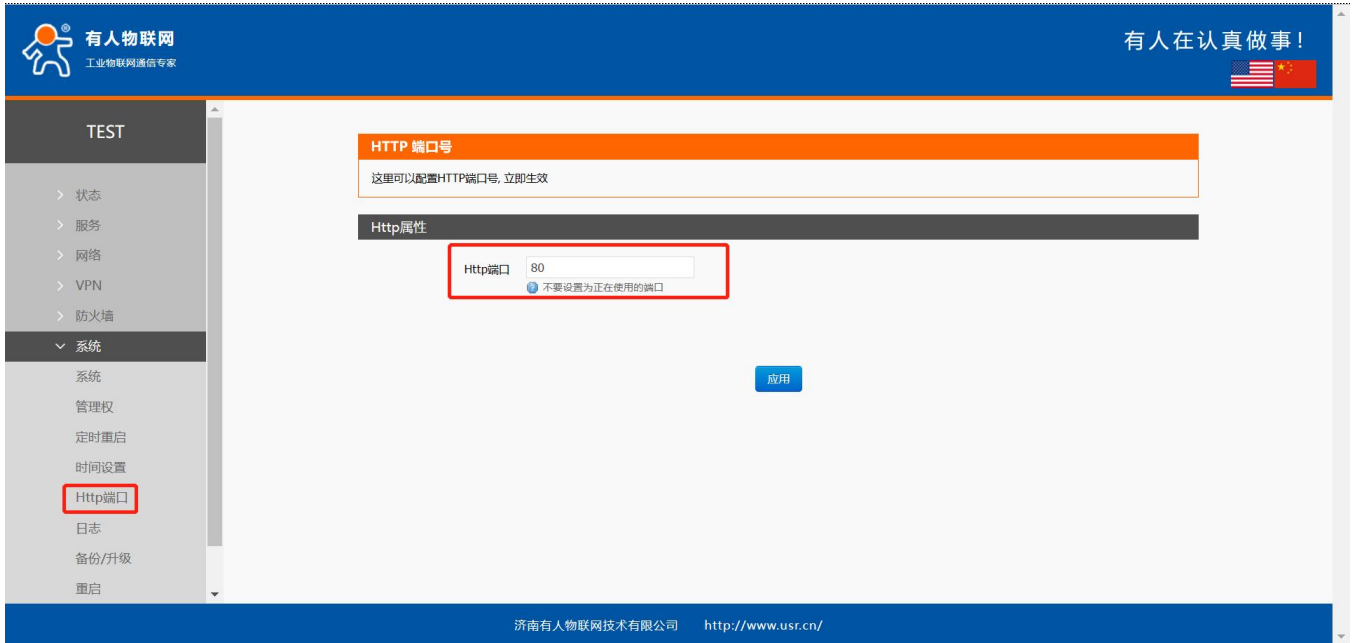 有人物联网
工业物联网通信专家
有人在认真做事!
TEST
状态
服务
网络
VPN
防火墙
系统
系统
管理权
定时重启
时间设置
Http端口
日志
备份/升级
重启
HTTP 端口号
这里可以配置HTTP端口号, 立即生效
Http属性
Http端口 80
不要设置为正在使用的端口
应用
济南有人物联网技术有限公司 http://www.usr.cn/